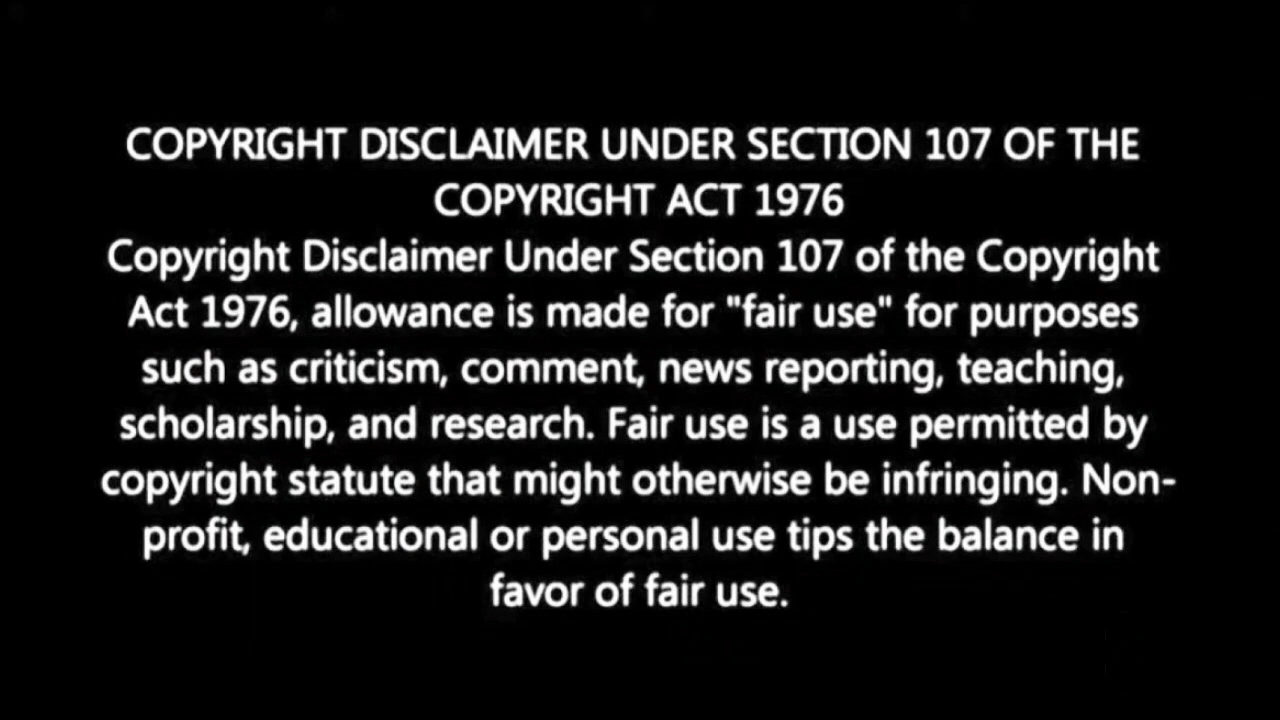 COPYRIGHT DISCLAIMER UNDER SECTION 107 OF THE
COPYRIGHT ACT 1976
Copyright Disclaimer Under Section 107 of the Copyright
Act 1976, allowance is made for "fair use" for purposes
such as criticism, comment, news reporting, teaching,
scholarship, and research. Fair use is a use permitted by
copyright statute that might otherwise be infringing. Non-
profit, educational or personal use tips the balance in
favor of fair use.